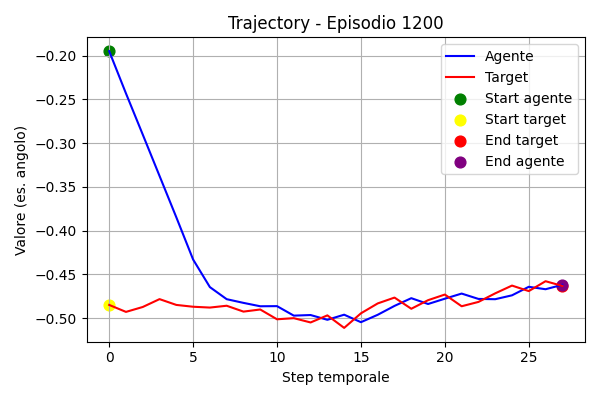 Trajectory - Episodio 1200
Agente
Target
Start agente
Start target
End target
End agente
Valore (es. angolo)
−0.20
−0.25
−0.30
−0.35
−0.40
−0.45
−0.50
0 5 10 15 20 25
Step temporale